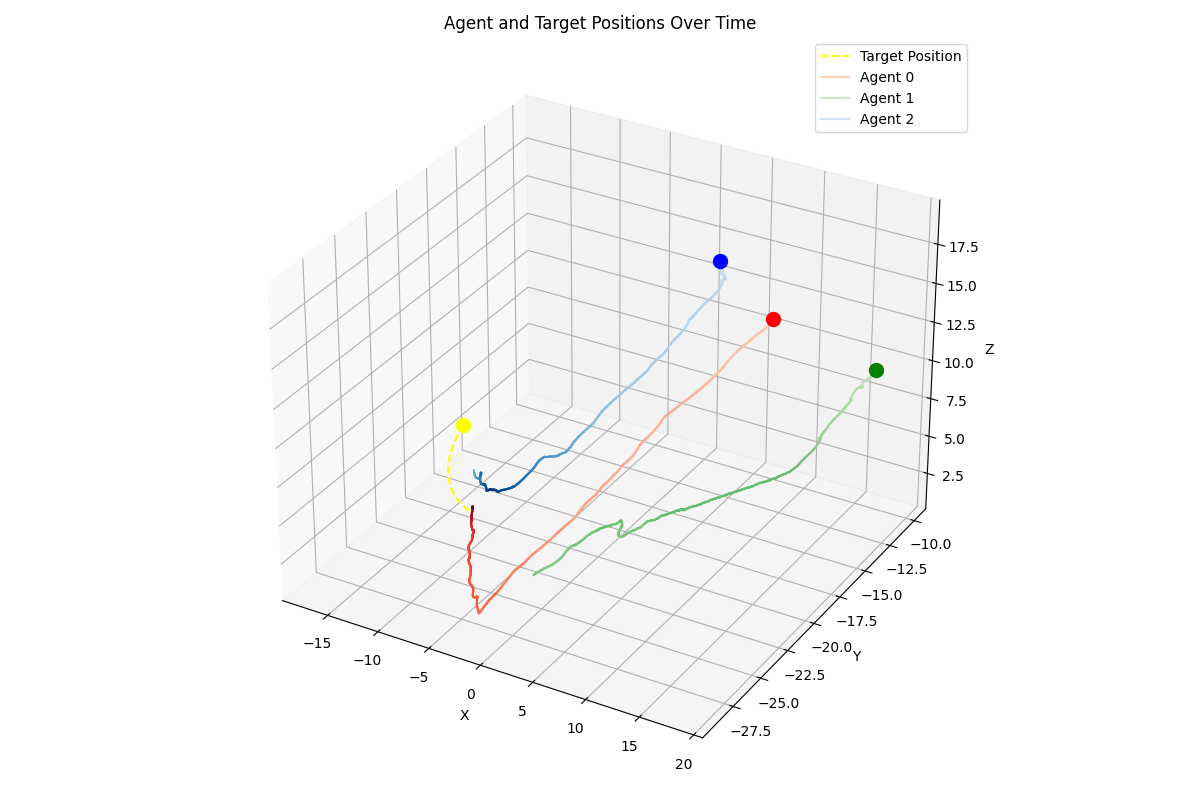 Agent and Target Positions Over Time
Target Position
Agent 0
Agent 1
Agent 2
17.5
15.0
12.5
Z
10.0
7.5
5.0
2.5
−10.0
−12.5
−15.0
−17.5
−20.0
Y
−22.5
−25.0
−27.5
−15
−10
−5
0
5
10
15
20
X